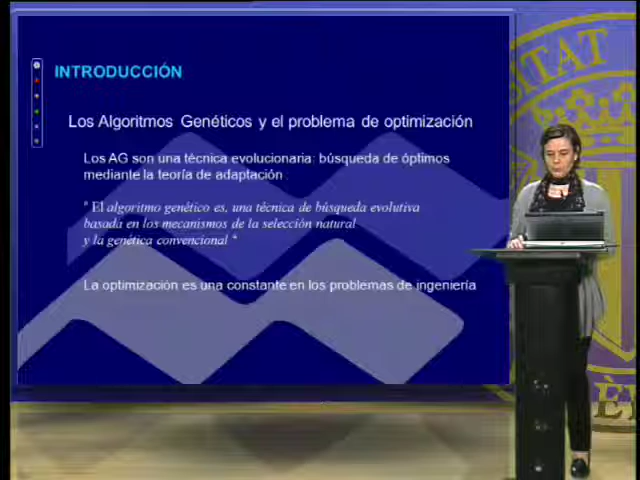 INTRODUCCIÓN
Los Algoritmos Genéticos y el problema de optimización
Los AG son una técnica evolucionaria: búsqueda de óptimos
mediante la teoría de adaptación
" El algoritmo genético es, una técnica de búsqueda evolutiva
basada en los mecanismos de la selección natural
y la genética convencional "
La optimización es una constante en los problemas de ingeniería
SITAT
È